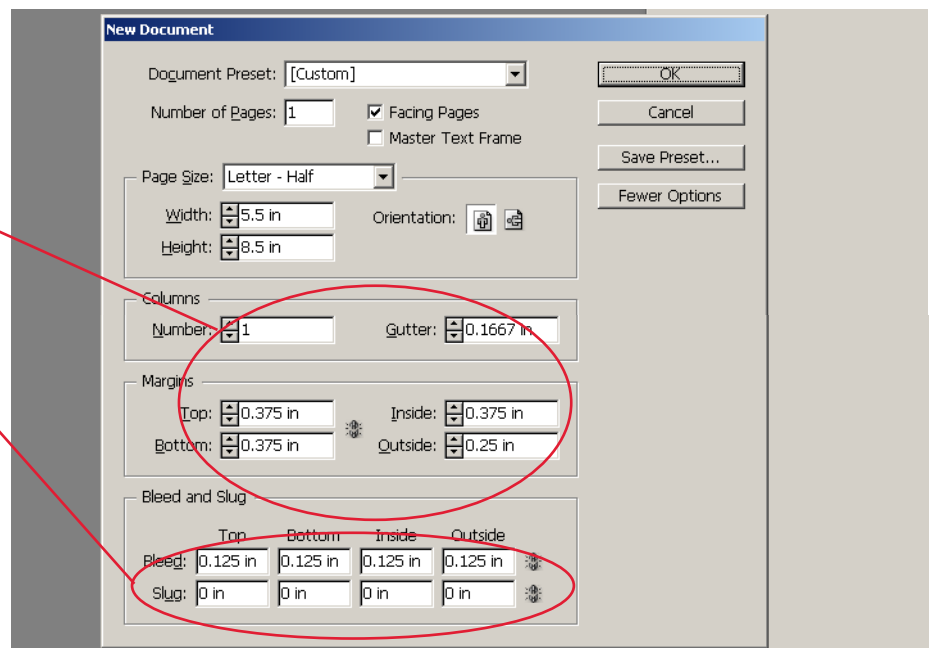 New Document
Document Preset: [Custom] OK
Number of Pages: 1 Facing Pages Cancel
Master Text Frame
Save Preset...
Page Size: Letter - Half
Fewer Options
Width: 5.5 in Orientation:
Height: 8.5 in
Columns
Number: 1 Gutter: 0.1667 in
Margins
Top: 0.375 in Inside: 0.375 in
Bottom: 0.375 in Outside: 0.25 in
Bleed and Slug
Top Bottom Inside Outside
Bleed: 0.125 in 0.125 in 0.125 in 0.125 in
Slug: 0 in 0 in 0 in 0 in